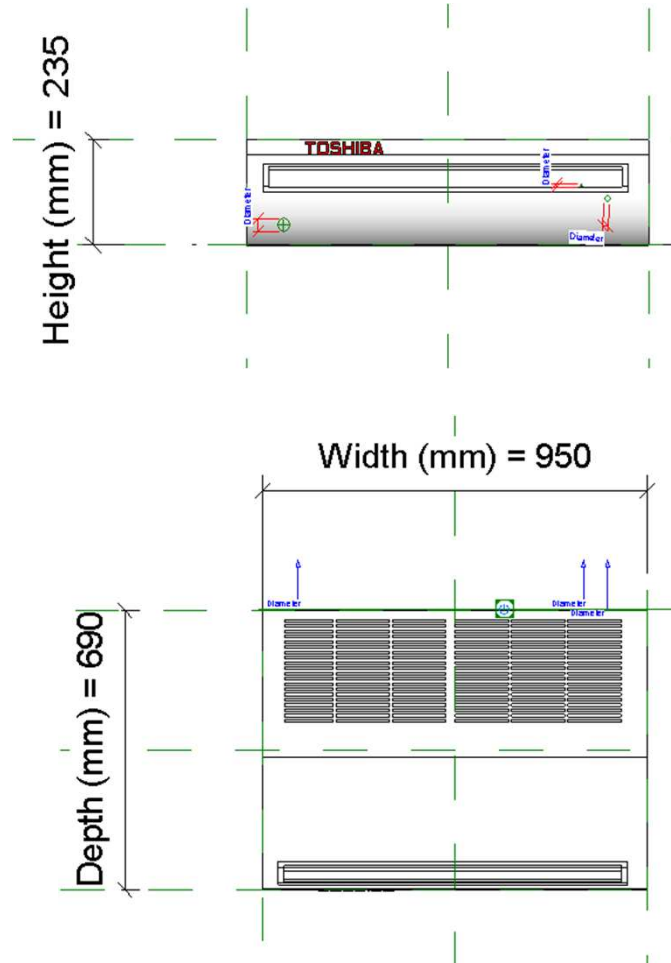 Height (mm) = 235
TOSHIBA
Diameter
Diameter
Diameter
Width (mm) = 950
Diameter
Diameter
Diameter
Depth (mm) = 690